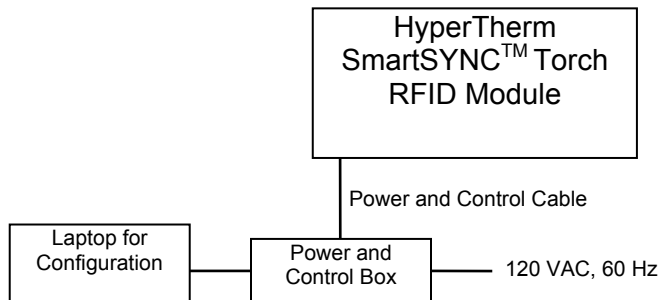 HyperTherm
SmartSYNC™ Torch
RFID Module
Power and Control Cable
Laptop for
Configuration
Power and
Control Box
120 VAC, 60 Hz